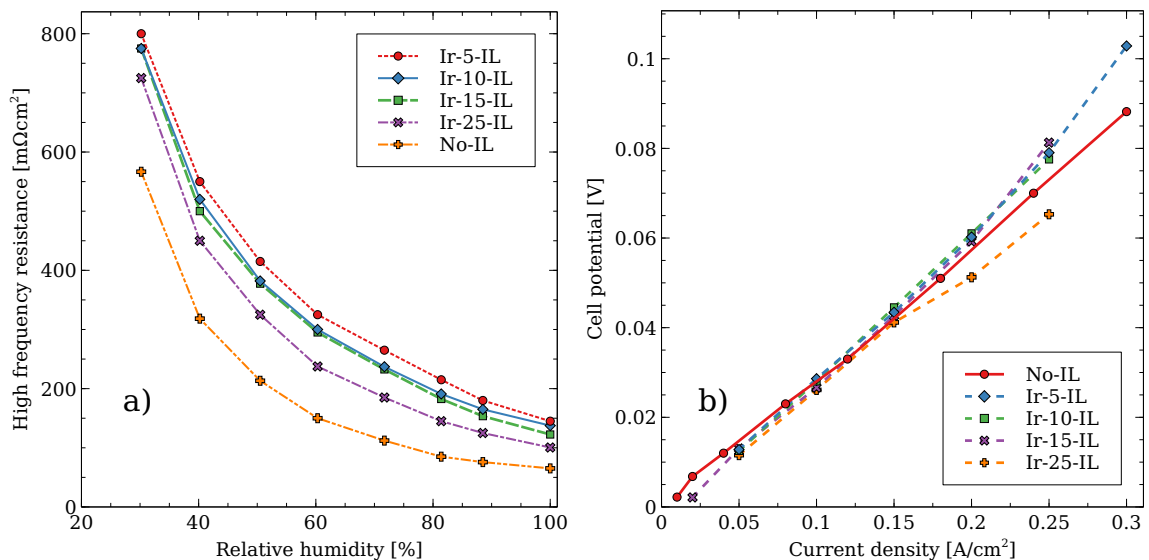 High frequency resistance [mΩcm²]
800
600
400
200
0
20
40
60
80
100
Relative humidity [%]
Ir-5-IL
Ir-10-IL
Ir-15-IL
Ir-25-IL
No-IL
a)
Cell potential [V]
0.1
0.08
0.06
0.04
0.02
0
0
0.05
0.1
0.15
0.2
0.25
0.3
Current density [A/cm²]
No-IL
Ir-5-IL
Ir-10-IL
Ir-15-IL
Ir-25-IL
b)